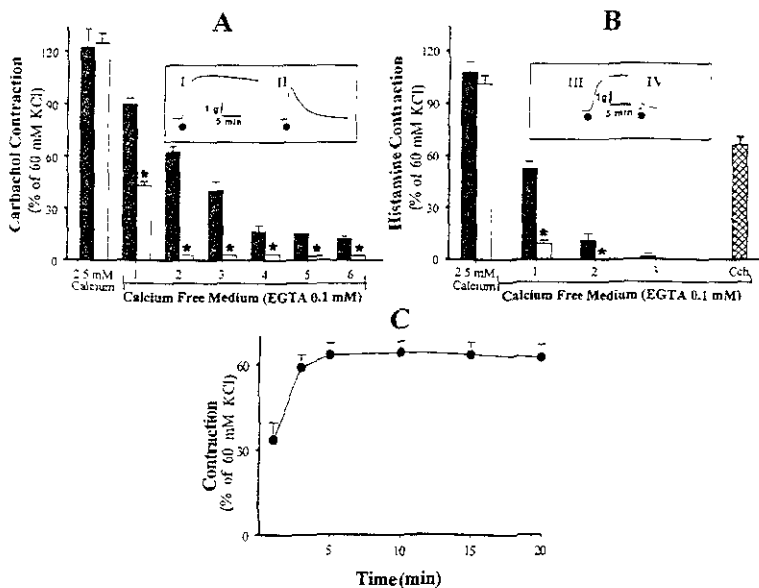 A
Carbachol Contraction
(% of 60 mM KCl)
120
90
60
30
0
I
II
1 g
5 min
*
*
*
*
*
*
2 5 mM
Calcium
1
2
3
4
5
6
Calcium Free Medium (EGTA 0.1 mM)
B
Histamine Contraction
(% of 60 mM KCl)
120
90
60
30
0
III
IV
1g
5 min
*
*
2 5 mM
Calcium
1
2
3
Cch
Calcium Free Medium (EGTA 0.1 mM)
C
Contraction
(% of 60 mM KCl)
60
30
0
5
10
15
20
Time (min)